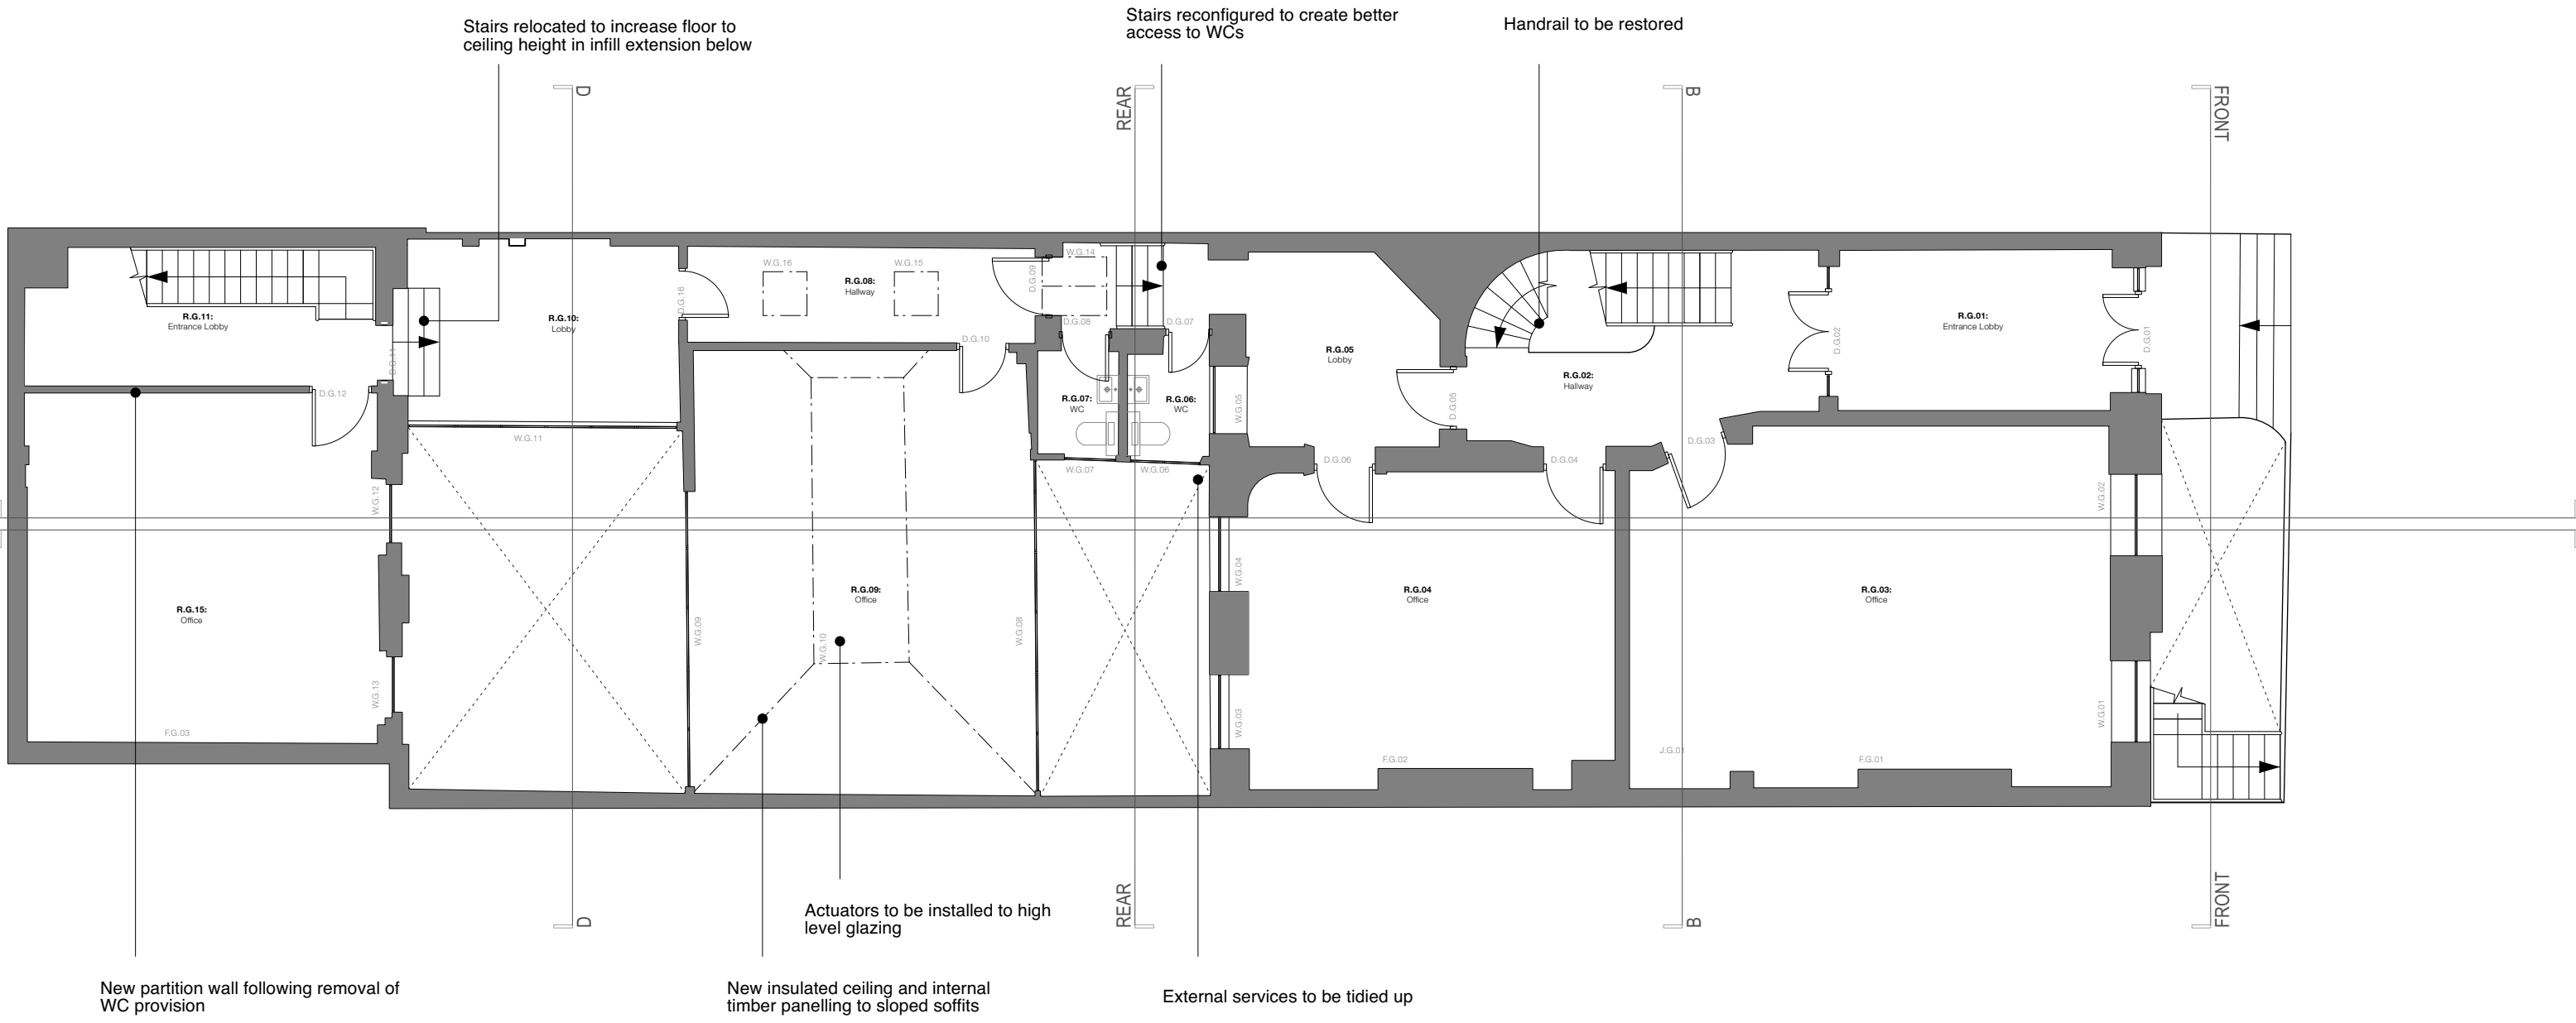 Stairs relocated to increase floor to
ceiling height in infill extension below
Stairs reconfigured to create better
access to WCs
Handrail to be restored
D
REAR
B
FRONT
W.G.16
W.G.15
R.G.08:
Hallway
D.G.16
D.G.09
W.G.14
D.G.08
D.G.07
D.G.10
R.G.11:
Entrance Lobby
D.G.11
D.G.12
R.G.10:
Lobby
W.G.11
R.G.07:
WC
R.G.06:
WC
W.G.07
W.G.06
W.G.05
R.G.05
Lobby
D.G.05
D.G.06
R.G.02:
Hallway
D.G.04
D.G.03
D.G.02
R.G.01:
Entrance Lobby
D.G.01
W.G.12
W.G.13
R.G.15:
Office
F.G.03
W.G.09
R.G.09:
Office
W.G.10
W.G.08
W.G.04
W.G.03
R.G.04
Office
F.G.02
J.G.01
R.G.03:
Office
F.G.01
W.G.02
W.G.01
D
REAR
B
FRONT
Actuators to be installed to high
level glazing
New partition wall following removal of
WC provision
New insulated ceiling and internal
timber panelling to sloped soffits
External services to be tidied up